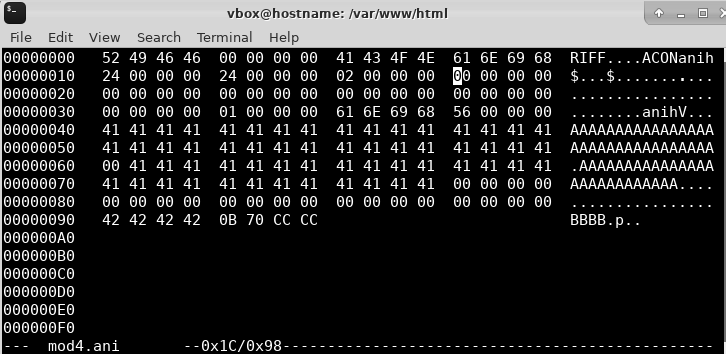 $_
vbox@hostname: /var/www/html
File Edit View Search Terminal Help
00000000 52 49 46 46 00 00 00 00 41 43 4F 4E 61 6E 69 68 RIFF....ACONanih
00000010 24 00 00 00 24 00 00 00 02 00 00 00 00 00 00 00 $...$...........
00000020 00 00 00 00 00 00 00 00 00 00 00 00 00 00 00 00 ................
00000030 00 00 00 00 01 00 00 00 61 6E 69 68 56 00 00 00 ........anihV...
00000040 41 41 41 41 41 41 41 41 41 41 41 41 41 41 41 41 AAAAAAAAAAAAAAAA
00000050 41 41 41 41 41 41 41 41 41 41 41 41 41 41 41 41 AAAAAAAAAAAAAAAA
00000060 00 41 41 41 41 41 41 41 41 41 41 41 41 41 41 41 .AAAAAAAAAAAAAAA
00000070 41 41 41 41 41 41 41 41 41 41 41 41 00 00 00 00 AAAAAAAAAAAA....
00000080 00 00 00 00 00 00 00 00 00 00 00 00 00 00 00 00 ................
00000090 42 42 42 42 0B 70 CC CC BBBB.p..
000000A0
000000B0
000000C0
000000D0
000000E0
000000F0
--- mod4.ani --0x1C/0x98------------------------------------------------